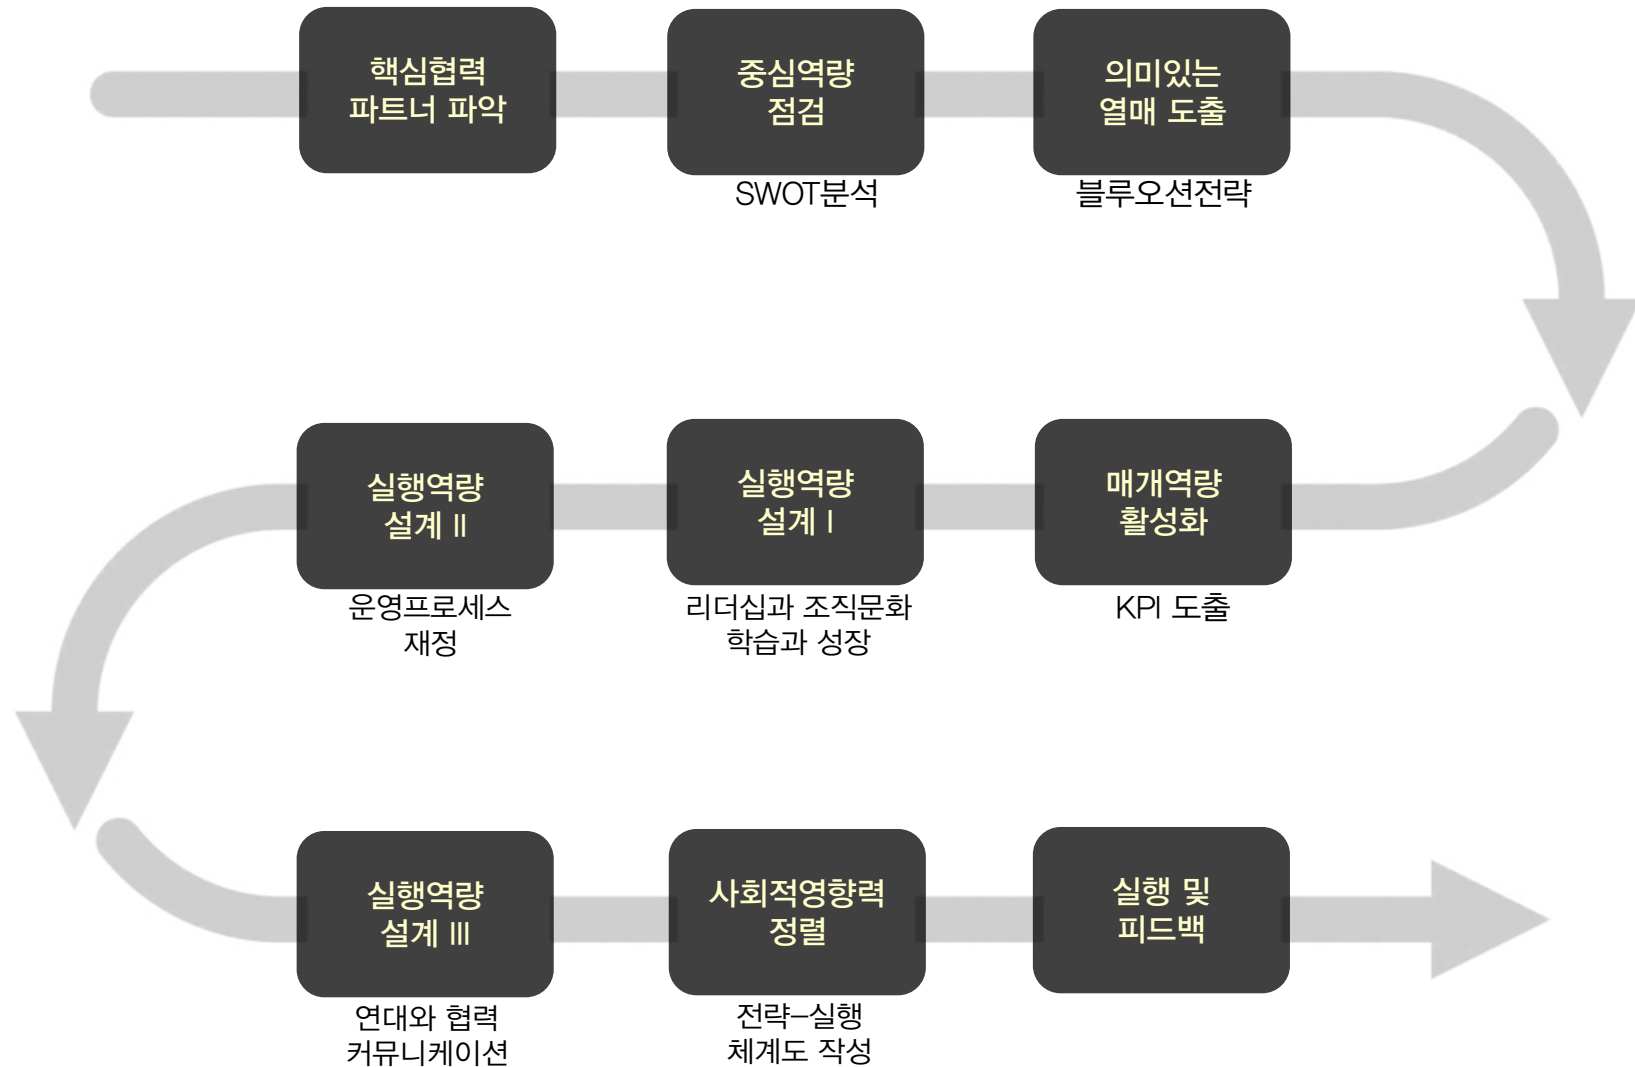 핵심협력
파트너 파악
중심역량
점검
SWOT분석
의미있는
열매 도출
블루오션전략
매개역량
활성화
KPI 도출
실행역량
설계 Ⅰ
리더십과 조직문화
학습과 성장
실행역량
설계 Ⅱ
운영프로세스
재정
실행역량
설계 Ⅲ
연대와 협력
커뮤니케이션
사회적영향력
정렬
전략-실행
체계도 작성
실행 및
피드백